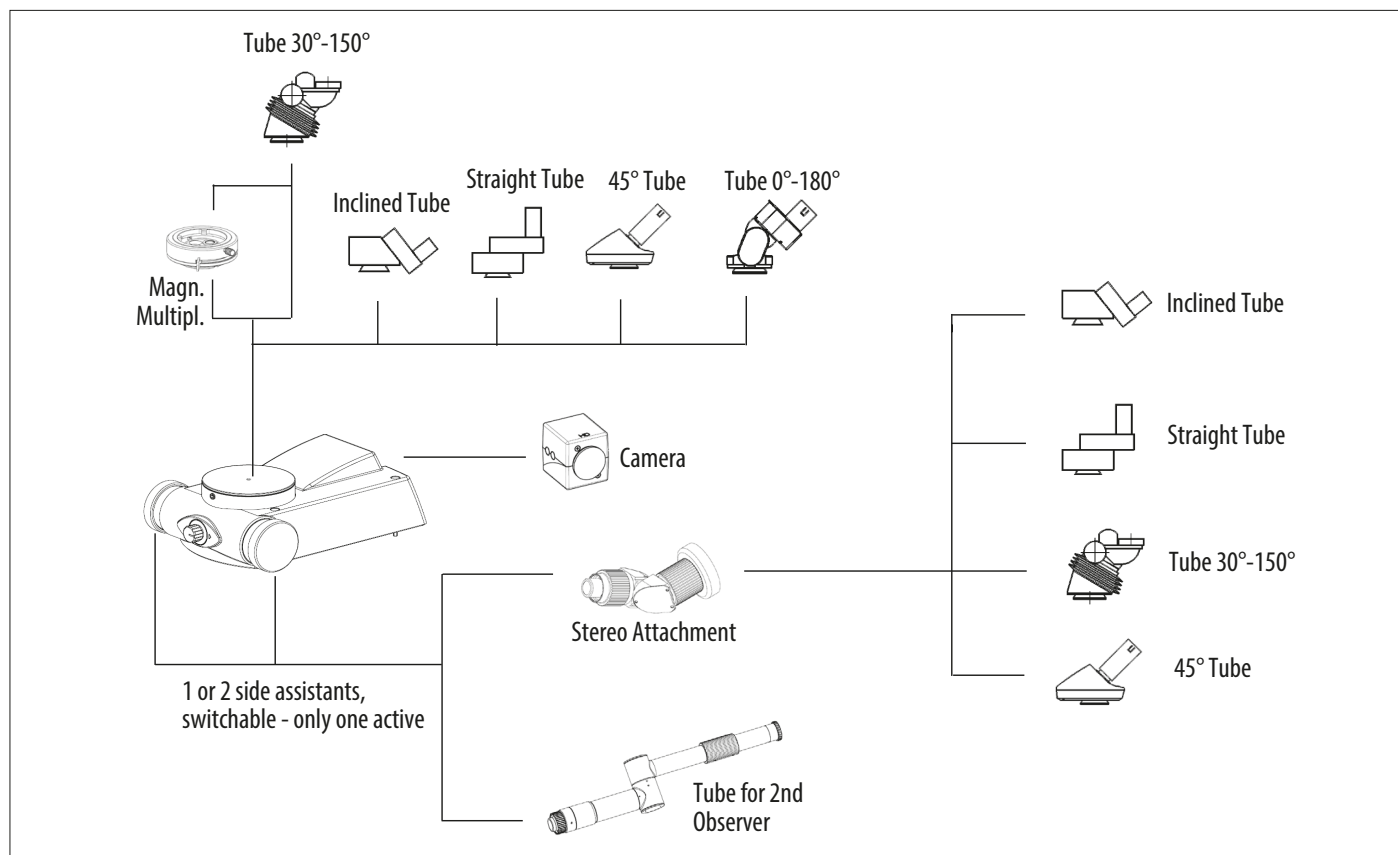 Tube 30°-150°
Straight Tube
45° Tube
Tube 0°-180°
Inclined Tube
Magn.
Multipl.
Inclined Tube
Straight Tube
Camera
Tube 30°-150°
Stereo Attachment
45° Tube
1 or 2 side assistants,
switchable - only one active
Tube for 2nd
Observer